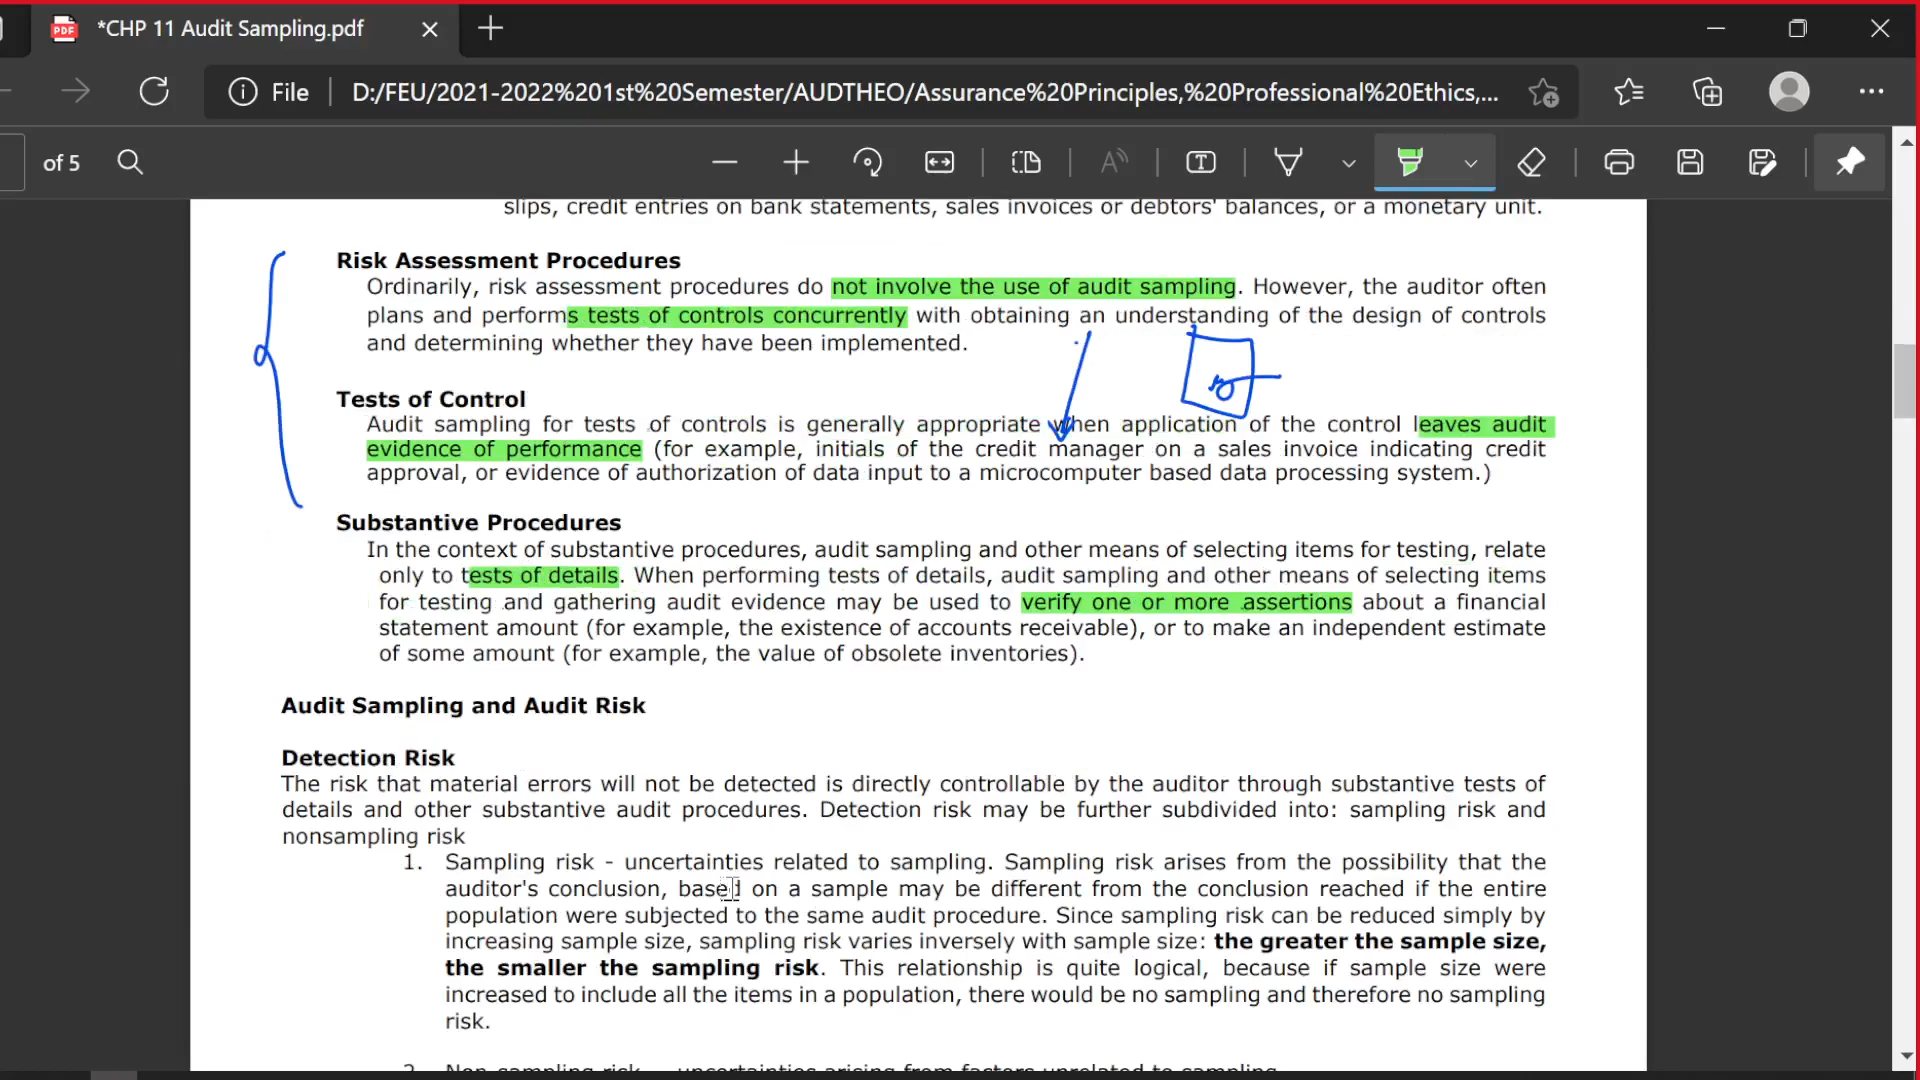 *CHP 11 Audit Sampling.pdf
File
D:/FEU/2021-2022%201st%20Semester/AUDTHEO/Assurance%20Principles,%20Professional%20Ethics,...
of 5
slips, credit entries on bank statements, sales invoices or debtors' balances, or a monetary unit.
Risk Assessment Procedures
Ordinarily, risk assessment procedures do not involve the use of audit sampling. However, the auditor often
plans and performs tests of controls concurrently with obtaining an understanding of the design of controls
and determining whether they have been implemented.
Tests of Control
Audit sampling for tests of controls is generally appropriate when application of the control leaves audit
evidence of performance (for example, initials of the credit manager on a sales invoice indicating credit
approval, or evidence of authorization of data input to a microcomputer based data processing system.)
Substantive Procedures
In the context of substantive procedures, audit sampling and other means of selecting items for testing, relate
only to tests of details. When performing tests of details, audit sampling and other means of selecting items
for testing and gathering audit evidence may be used to verify one or more assertions about a financial
statement amount (for example, the existence of accounts receivable), or to make an independent estimate
of some amount (for example, the value of obsolete inventories).
Audit Sampling and Audit Risk
Detection Risk
The risk that material errors will not be detected is directly controllable by the auditor through substantive tests of
details and other substantive audit procedures. Detection risk may be further subdivided into: sampling risk and
nonsampling risk
1. Sampling risk - uncertainties related to sampling. Sampling risk arises from the possibility that the
auditor's conclusion, based on a sample may be different from the conclusion reached if the entire
population were subjected to the same audit procedure. Since sampling risk can be reduced simply by
increasing sample size, sampling risk varies inversely with sample size: the greater the sample size,
the smaller the sampling risk. This relationship is quite logical, because if sample size were
increased to include all the items in a population, there would be no sampling and therefore no sampling
risk.
2. Non-sampling risk – uncertainties arising from factors unrelated to sampling.